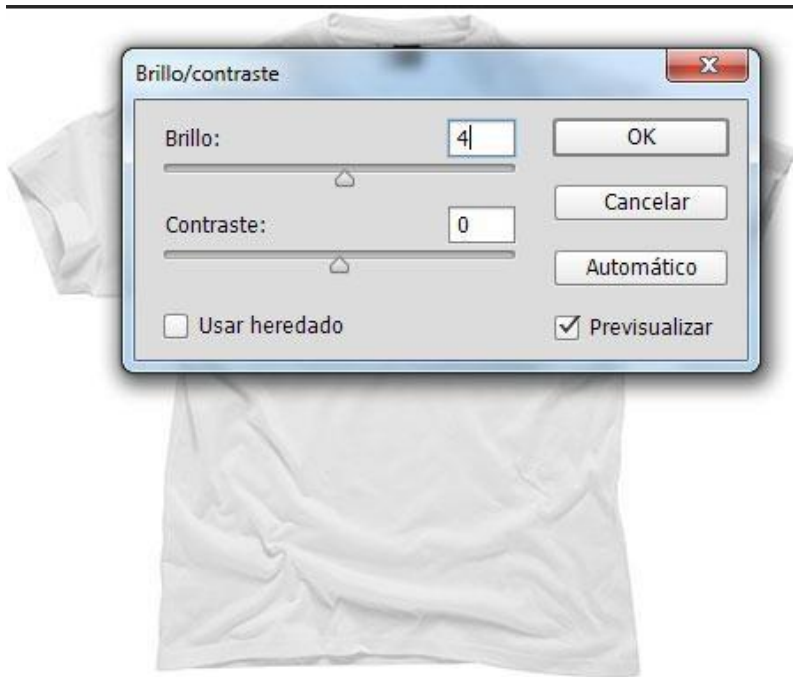 Brillo/contraste
Brillo: 4 OK
Cancelar
Contraste: 0
Automático
Usar heredado Previsualizar